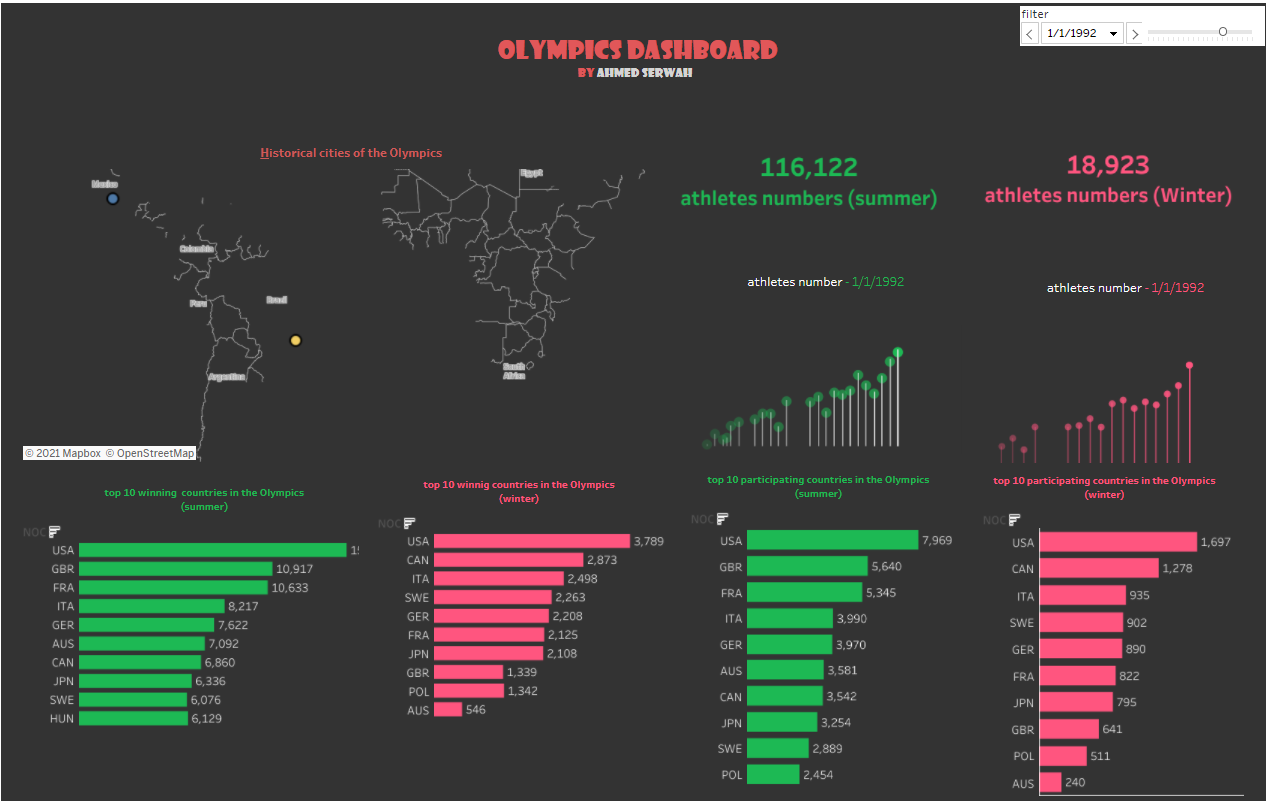 filter
1/1/1992
OLYMPICS DASHBOARD
BY AHMED SERWAH
Historical cities of the Olympics
Mexico
Colombia
Peru
Brazil
Argentina
Egypt
South
Africa
© 2021 Mapbox © OpenStreetMap
116,122
athletes numbers (summer)
18,923
athletes numbers (Winter)
athletes number - 1/1/1992
athletes number - 1/1/1992
top 10 winning countries in the Olympics
(summer)
NOC
USA
GBR 10,917
FRA 10,633
ITA 8,217
GER 7,622
AUS 7,092
CAN 6,860
JPN 6,336
SWE 6,076
HUN 6,129
top 10 winnig countries in the Olympics
(winter)
NOC
USA 3,789
CAN 2,873
ITA 2,498
SWE 2,263
GER 2,208
FRA 2,125
JPN 2,108
GBR 1,339
POL 1,342
AUS 546
top 10 participating countries in the Olympics
(summer)
NOC
USA 7,969
GBR 5,640
FRA 5,345
ITA 3,990
GER 3,970
AUS 3,581
CAN 3,542
JPN 3,254
SWE 2,889
POL 2,454
top 10 participating countries in the Olympics
(winter)
NOC
USA 1,697
CAN 1,278
ITA 935
SWE 902
GER 890
FRA 822
JPN 795
GBR 641
POL 511
AUS 240